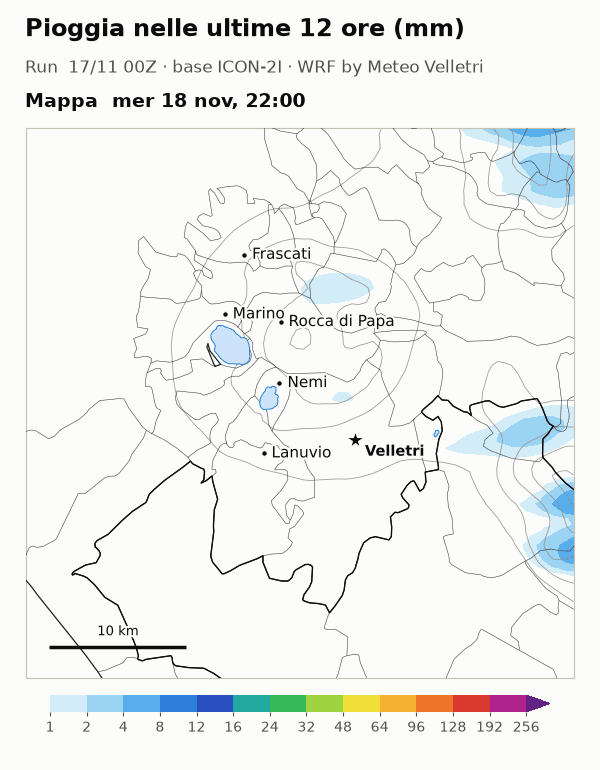 Pioggia nelle ultime 12 ore (mm)
Run  17/11 00Z · base ICON-2I · WRF by Meteo Velletri
Mappa  mer 18 nov, 22:00
Frascati
Marino
Rocca di Papa
Nemi
Velletri
Lanuvio
10 km
1 2 4 8 12 16 24 32 48 64 96 128 192 256